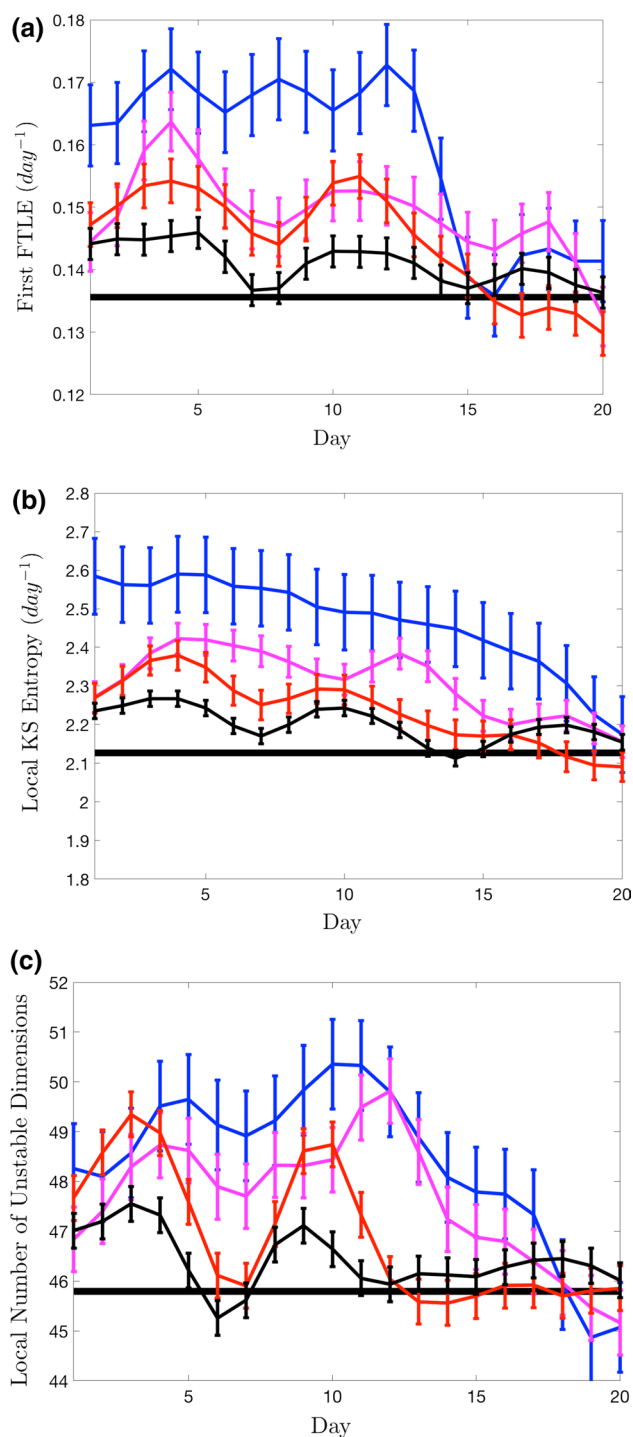 (a)
0.18
0.17
0.16
0.15
0.14
0.13
0.12
First FTLE (day⁻¹)
5 10 15 20
Day
(b)
2.8
2.7
2.6
2.5
2.4
2.3
2.2
2.1
2
1.9
1.8
Local KS Entropy (day⁻¹)
5 10 15 20
Day
(c)
52
51
50
49
48
47
46
45
44
Local Number of Unstable Dimensions
5 10 15 20
Day